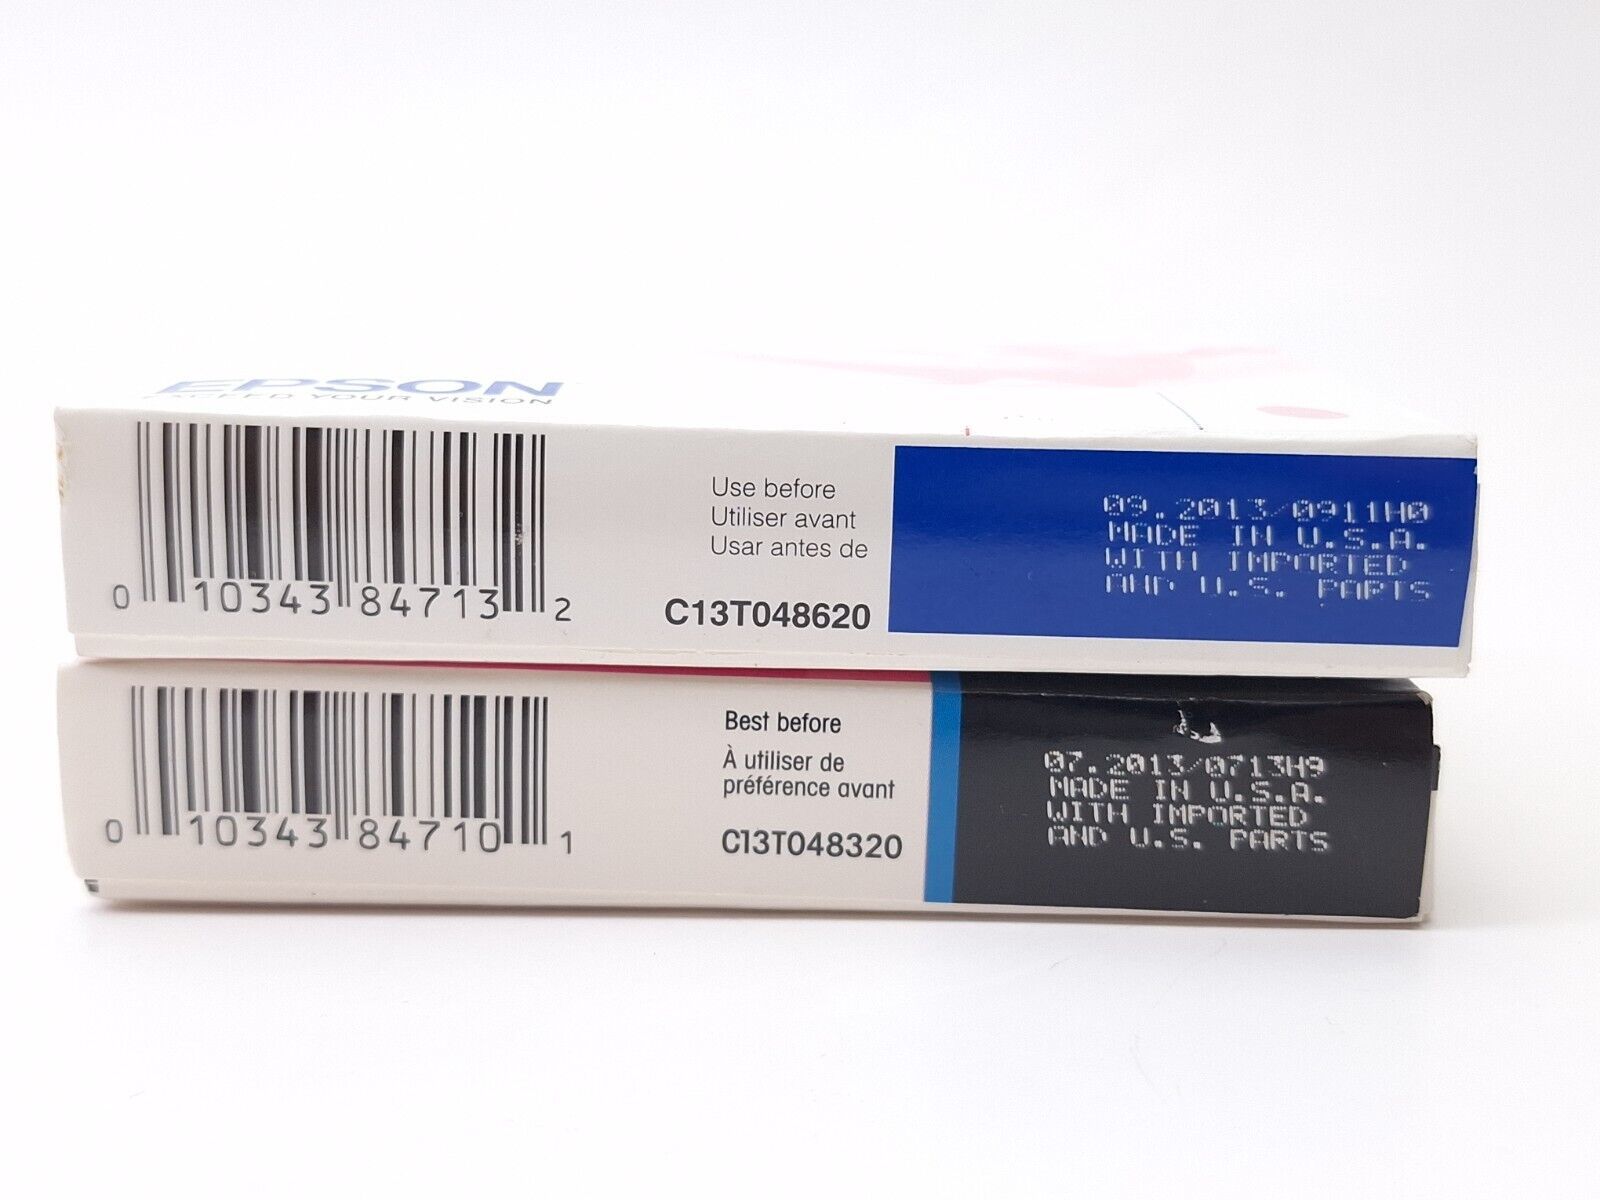 EPSON
EXCEED YOUR VISION
Use before
Utiliser avant
Usar antes de
C13T048620
09.2013/0911H0
MADE IN U.S.A.
WITH IMPORTED
AND U.S. PARTS
0 10343 84713 2
Best before
À utiliser de
préférence avant
C13T048320
07.2013/0713H9
MADE IN U.S.A.
WITH IMPORTED
AND U.S. PARTS
0 10343 84710 1